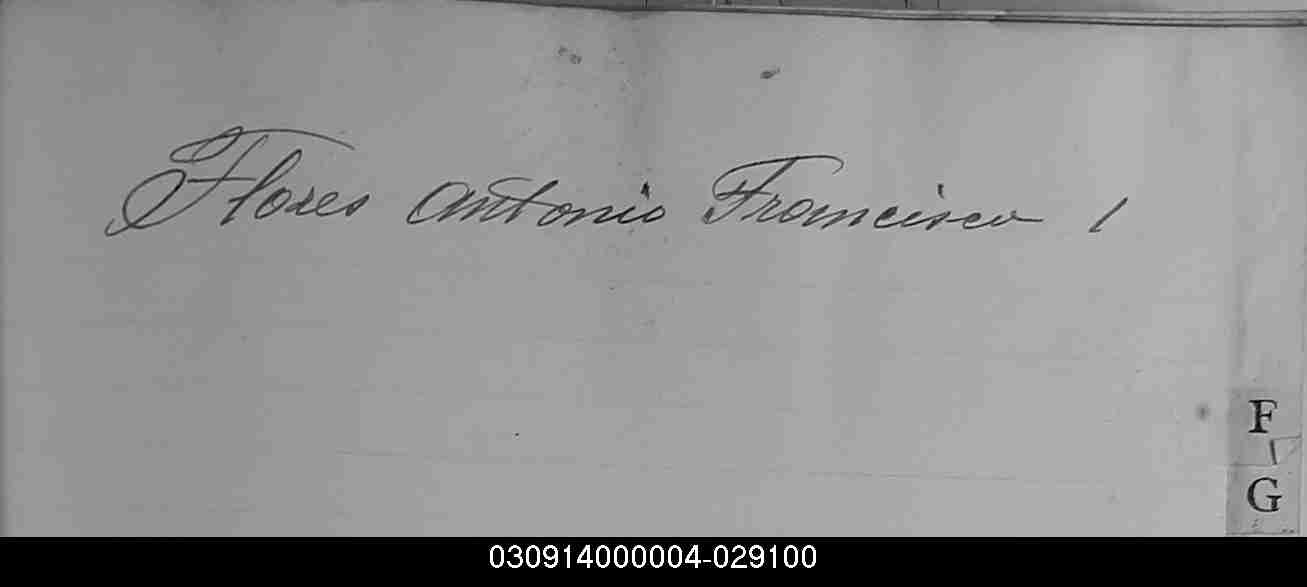 Flores Antonio Francisco 1
F
G
030914000004-029100